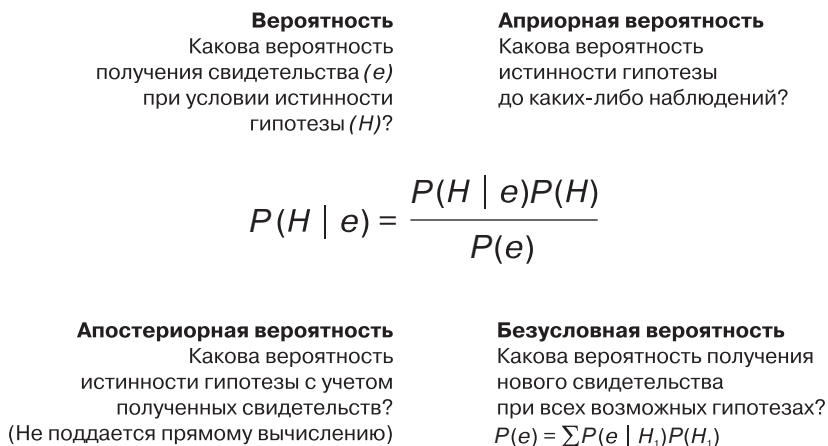 Вероятность
Какова вероятность
получения свидетельства (e)
при условии истинности
гипотезы (H)?
Априорная вероятность
Какова вероятность
истинности гипотезы
до каких-либо наблюдений?
P(H | e) = P(H | e)P(H)
P(e)
Апостериорная вероятность
Какова вероятность
истинности гипотезы с учетом
полученных свидетельств?
(Не поддается прямому вычислению)
Безусловная вероятность
Какова вероятность получения
нового свидетельства
при всех возможных гипотезах?
P(e) = ∑P(e | H₁)P(H₁)